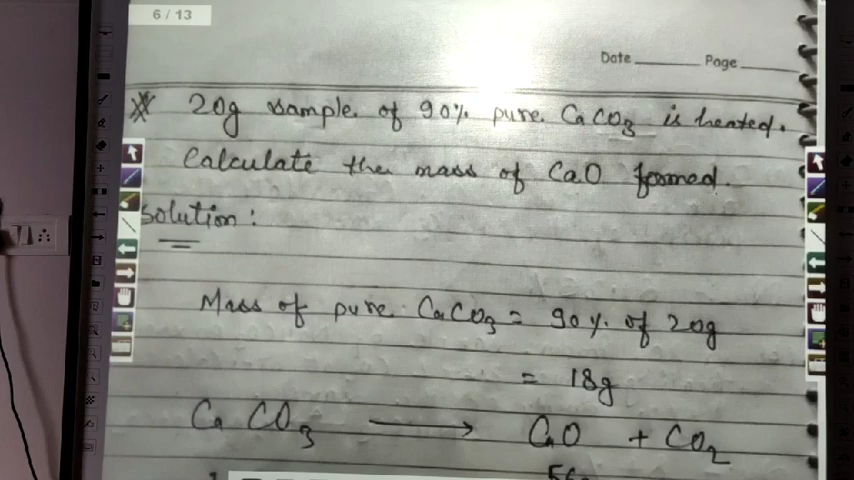 6 / 13
Date Page
20g sample of 90% pure CaCO3 is heated.
Calculate the mass of CaO formed.
Solution:
Mass of pure CaCO3 = 90% of 20g
= 18g
CaCO3 → CaO + CO2